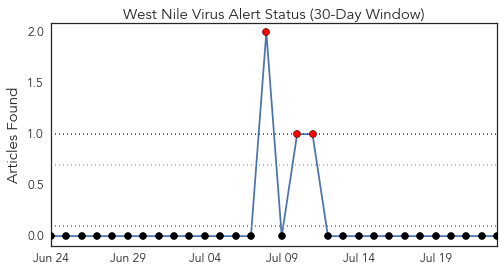 West Nile Virus Alert Status (30-Day Window)
Articles Found
2.0
1.5
1.0
0.5
0.0
Jun 24 Jun 29 Jul 04 Jul 09 Jul 14 Jul 19